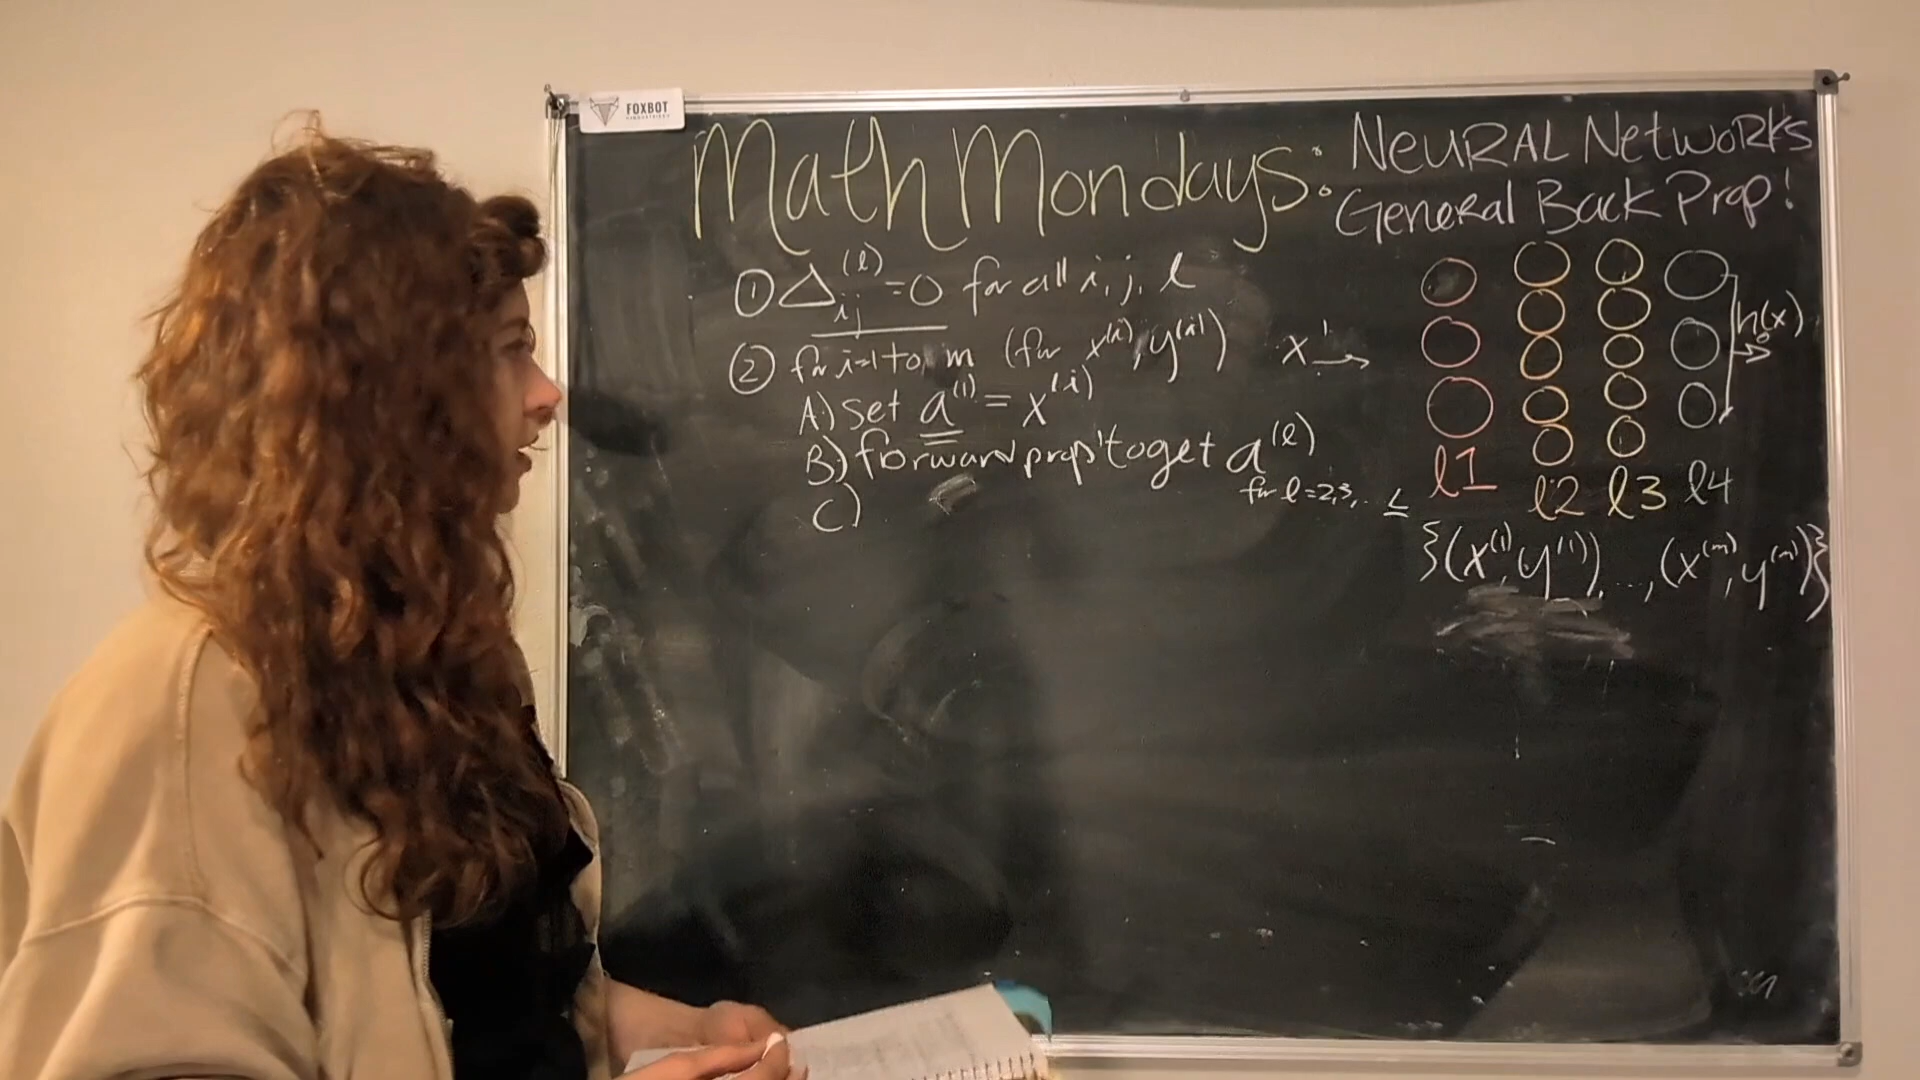 FOXBOT
INDUSTRIES
Math Mondays:
NEURAL NetwoRks
GeneRal Back Prop!
① Δij^(l) = 0 for all i, j, l
② for i=1 to m (for x^(i), y^(i))
A) set a^(1) = x^(i)
B) forward prop to get a^(l)
for l = 2,3, ... L
C)
x →
h(x)
l1 l2 l3 l4
{(x^(1), y^(1)), ..., (x^(m), y^(m))}